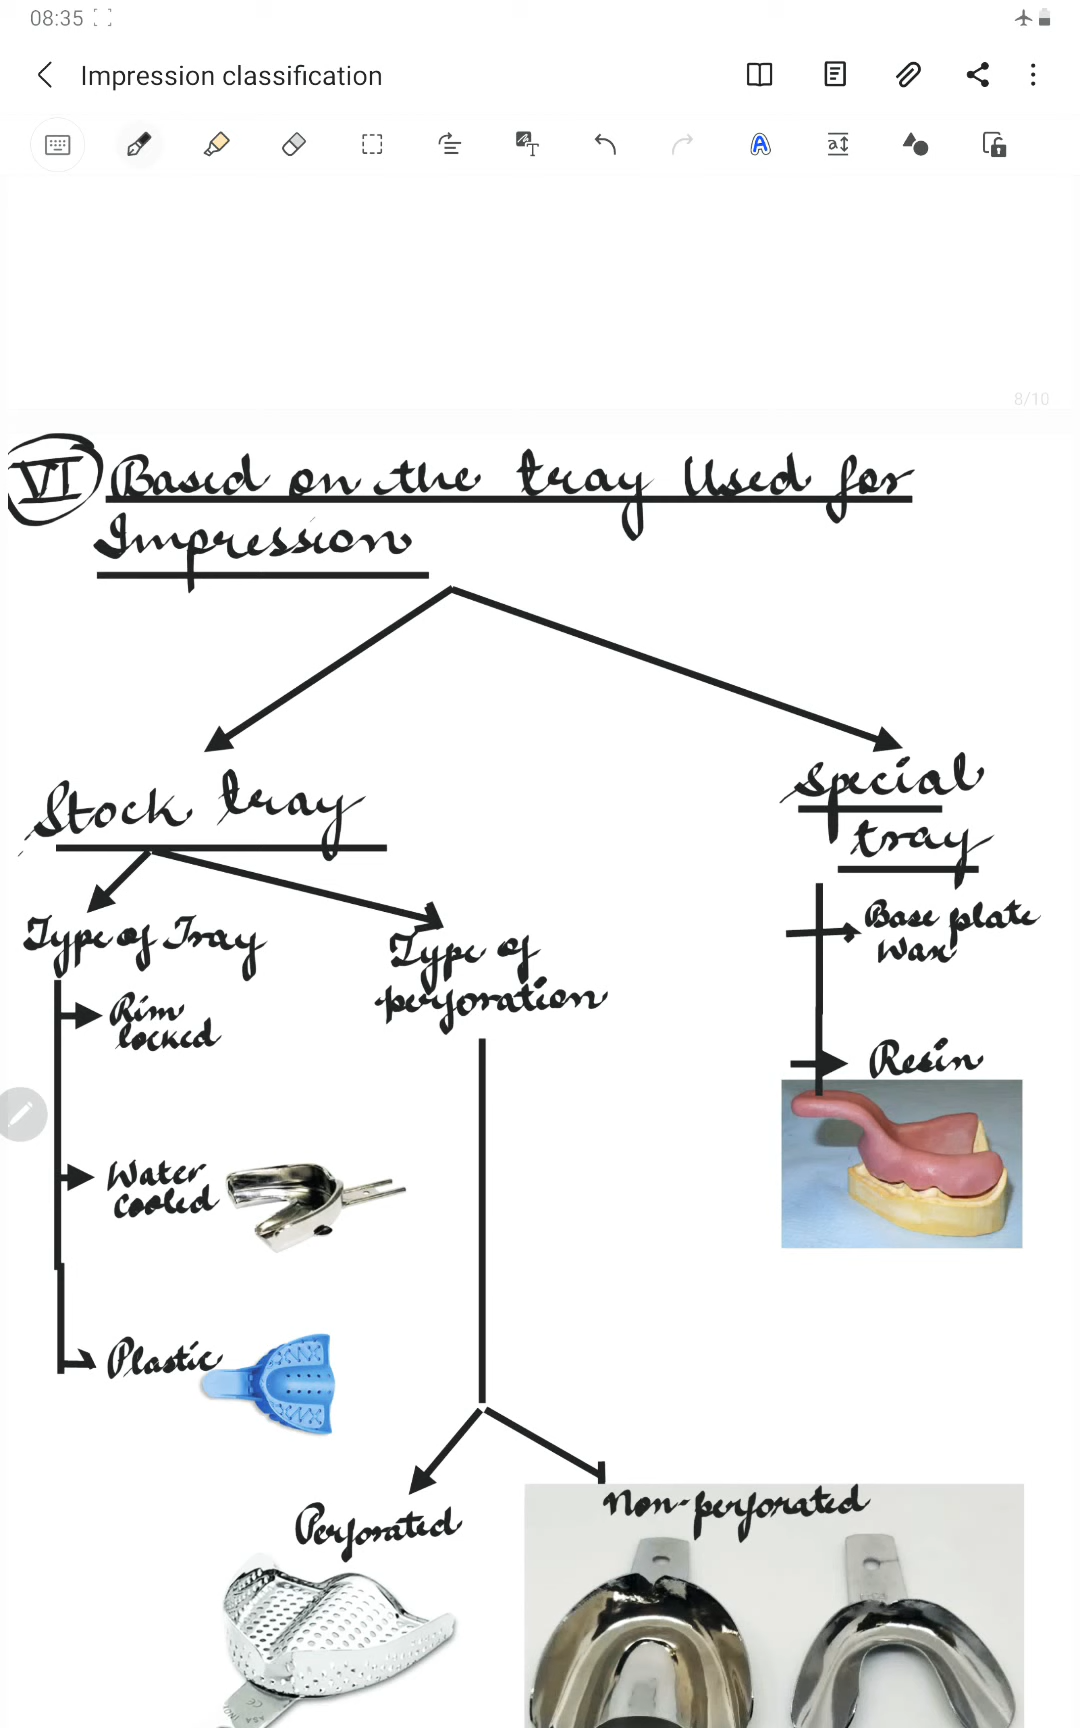 08:35
Impression classification
T
A
a
8/10
VI Based on the tray Used for
Impression
Stock tray
Special
tray
Type of Tray
Type of
perforation
Base plate
Wax
Rim
locked
Resin
Water
cooled
Plastic
Perforated
Non-perforated